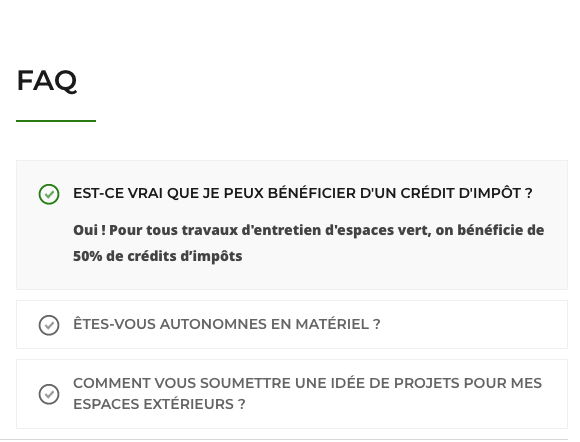 FAQ
EST-CE VRAI QUE JE PEUX BÉNÉFICIER D'UN CRÉDIT D'IMPÔT ?
Oui ! Pour tous travaux d'entretien d'espaces vert, on bénéficie de
50% de crédits d’impôts
ÊTES-VOUS AUTONOMNES EN MATÉRIEL ?
COMMENT VOUS SOUMETTRE UNE IDÉE DE PROJETS POUR MES
ESPACES EXTÉRIEURS ?